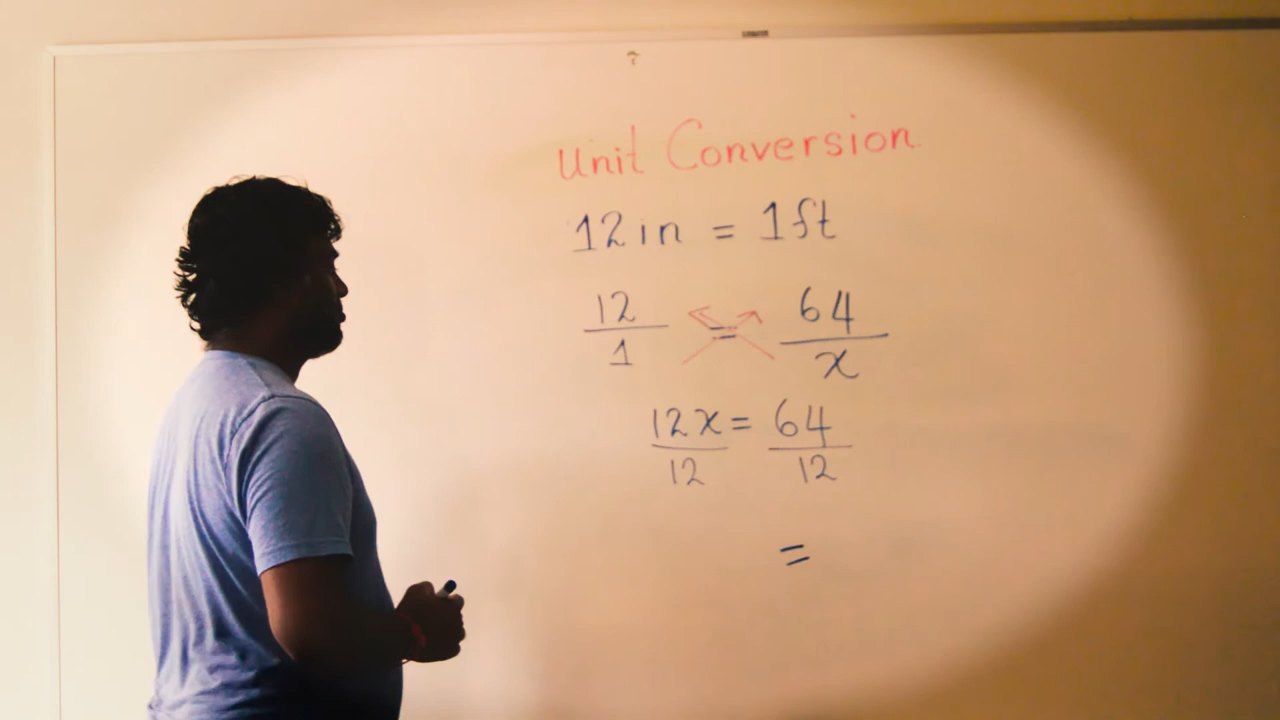 Unit Conversion
12 in = 1 ft
12/1 = 64/x
12x/12 = 64/12
=